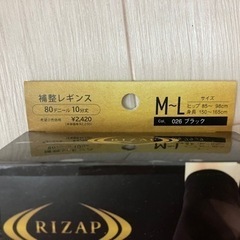 補整レギンス
80デニール 10分丈
¥2,420
M~L
サイズ
ヒップ 85~98cm
身長 150~165cm
Col. 026 ブラック
RIZAP